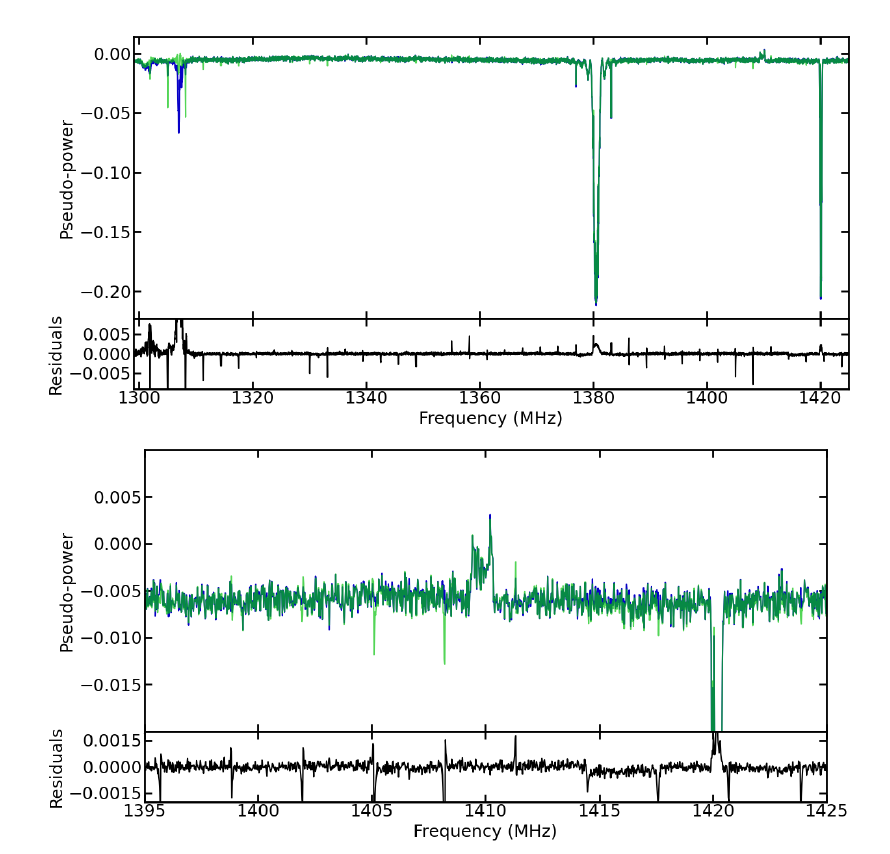 0.00
−0.05
−0.10
−0.15
−0.20
Pseudo-power
0.005
0.000
−0.005
Residuals
1300 1320 1340 1360 1380 1400 1420
Frequency (MHz)
0.005
0.000
−0.005
−0.010
−0.015
Pseudo-power
0.0015
0.0000
−0.0015
Residuals
1395 1400 1405 1410 1415 1420 1425
Frequency (MHz)